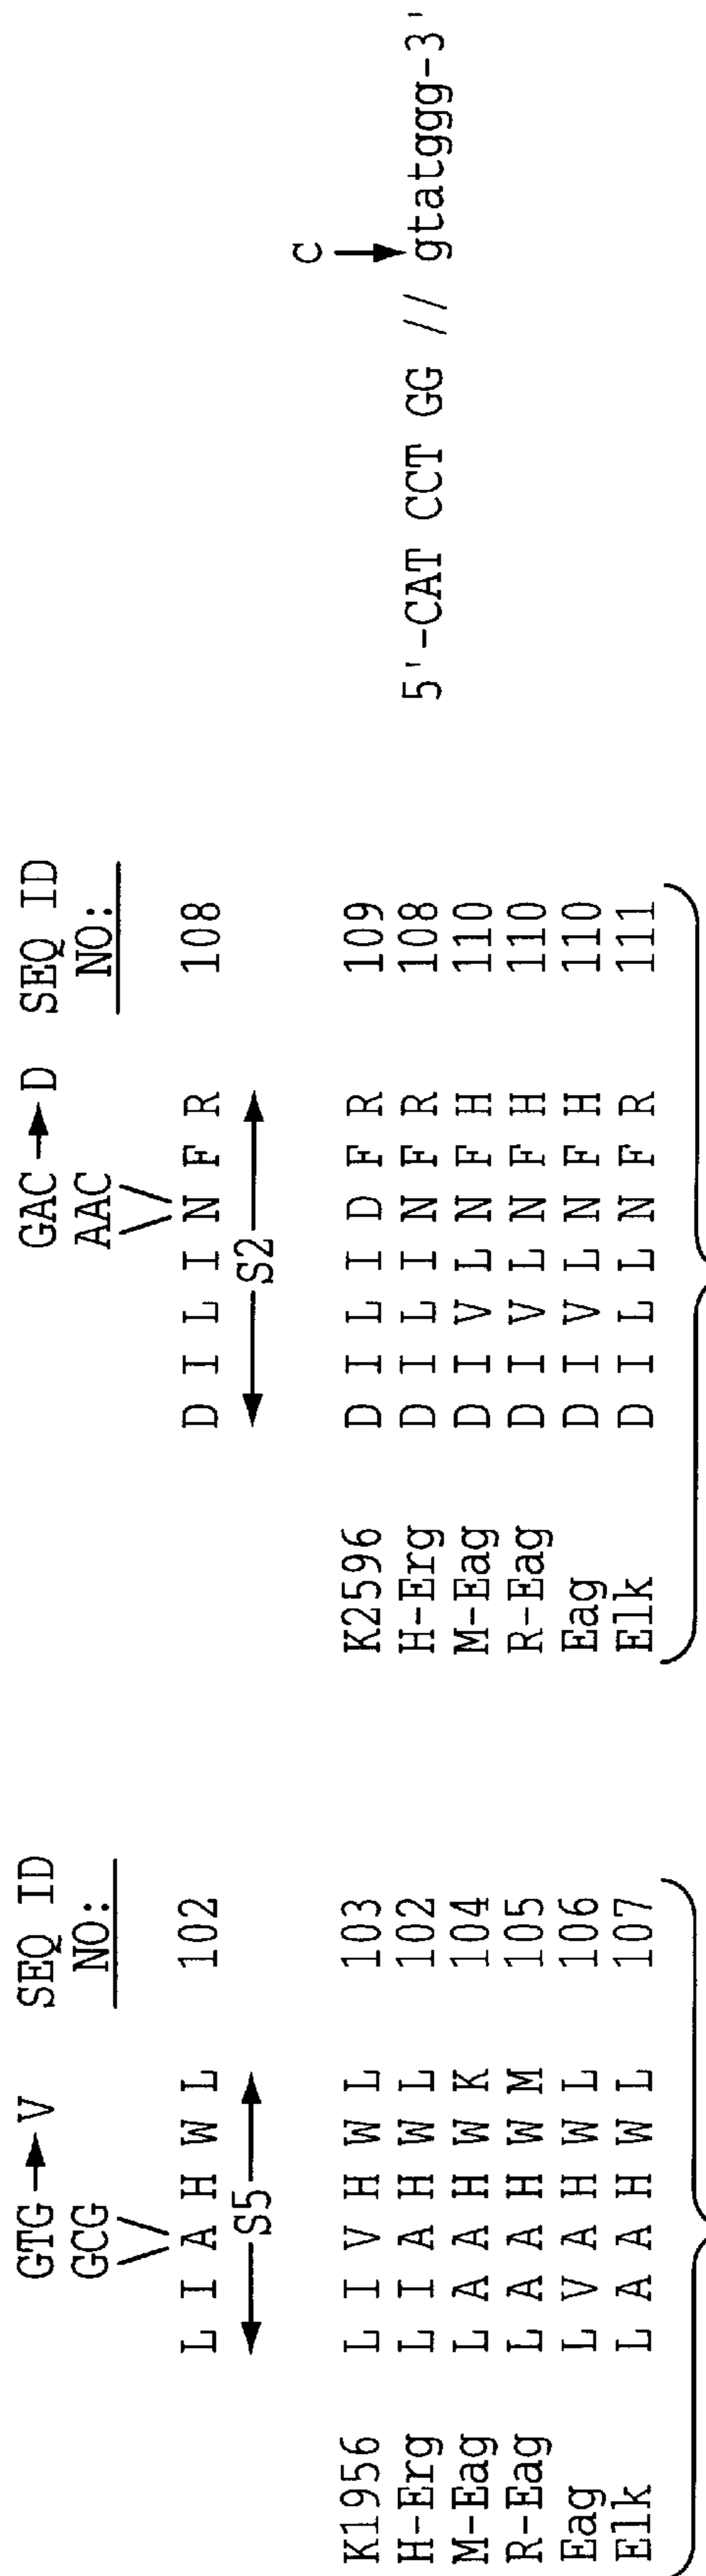 GTG → V SEQ ID
GCG NO:
L I A H W L 102
S5
K1956 L I V H W L 103
H-Erg L I A H W L 102
M-Eag L A A H W K 104
R-Eag L A A H W M 105
Eag L V A H W L 106
Elk L A A H W L 107
GAC → D SEQ ID
AAC NO:
D I L I N F R 108
S2
K2596 D I L I D F R 109
H-Erg D I L I N F R 108
M-Eag D I V L N F H 110
R-Eag D I V L N F H 110
Eag D I V L N F H 110
Elk D I L L N F R 111
C
5'-CAT CCT GG // gtatggg-3'